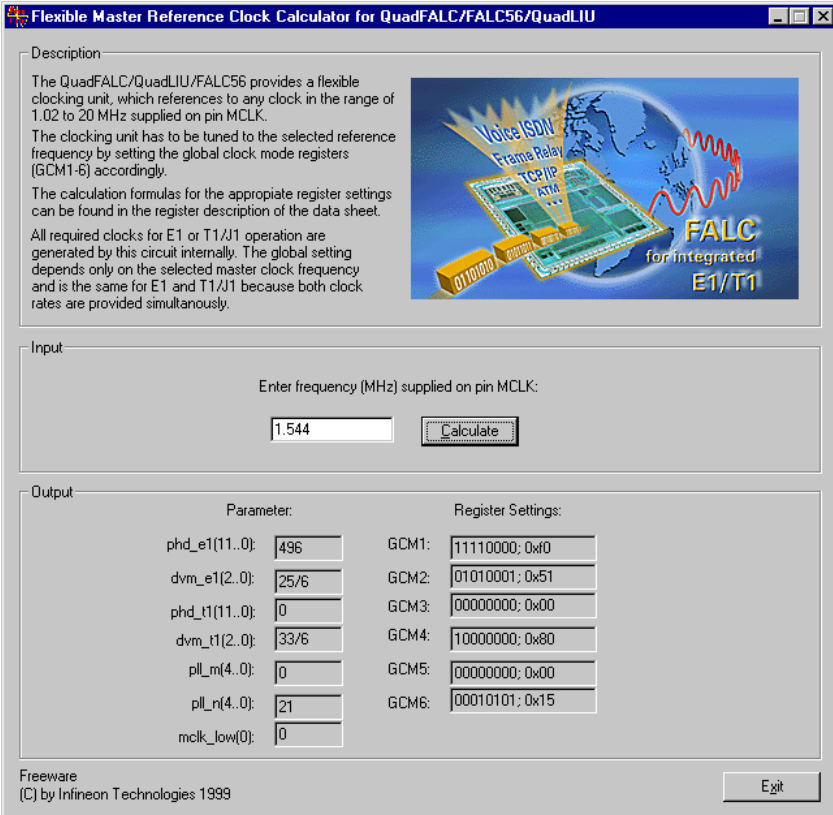 Flexible Master Reference Clock Calculator for QuadFALC/FALC56/QuadLIU
Description
The QuadFALC/QuadLIU/FALC56 provides a flexible
clocking unit, which references to any clock in the range of
1.02 to 20 MHz supplied on pin MCLK.
The clocking unit has to be tuned to the selected reference
frequency by setting the global clock mode registers
(GCM1-6) accordingly.
The calculation formulas for the appropiate register settings
can be found in the register description of the data sheet.
All required clocks for E1 or T1/J1 operation are
generated by this circuit internally. The global setting
depends only on the selected master clock frequency
and is the same for E1 and T1/J1 because both clock
rates are provided simultanously.
Voice ISDN
Frame Relay
TCP/IP
ATM
...
01101010
01101010
FALC
for integrated
E1/T1
Input
Enter frequency (MHz) supplied on pin MCLK:
1.544
Calculate
Output
Parameter:
Register Settings:
phd_e1(11..0): 496 GCM1: 11110000; 0xf0
dvm_e1(2..0): 25/6 GCM2: 01010001; 0x51
phd_t1(11..0): 0 GCM3: 00000000; 0x00
dvm_t1(2..0): 33/6 GCM4: 10000000; 0x80
pll_m(4..0): 0 GCM5: 00000000; 0x00
pll_n(4..0): 21 GCM6: 00010101; 0x15
mclk_low(0): 0
Freeware
(C) by Infineon Technologies 1999
Exit